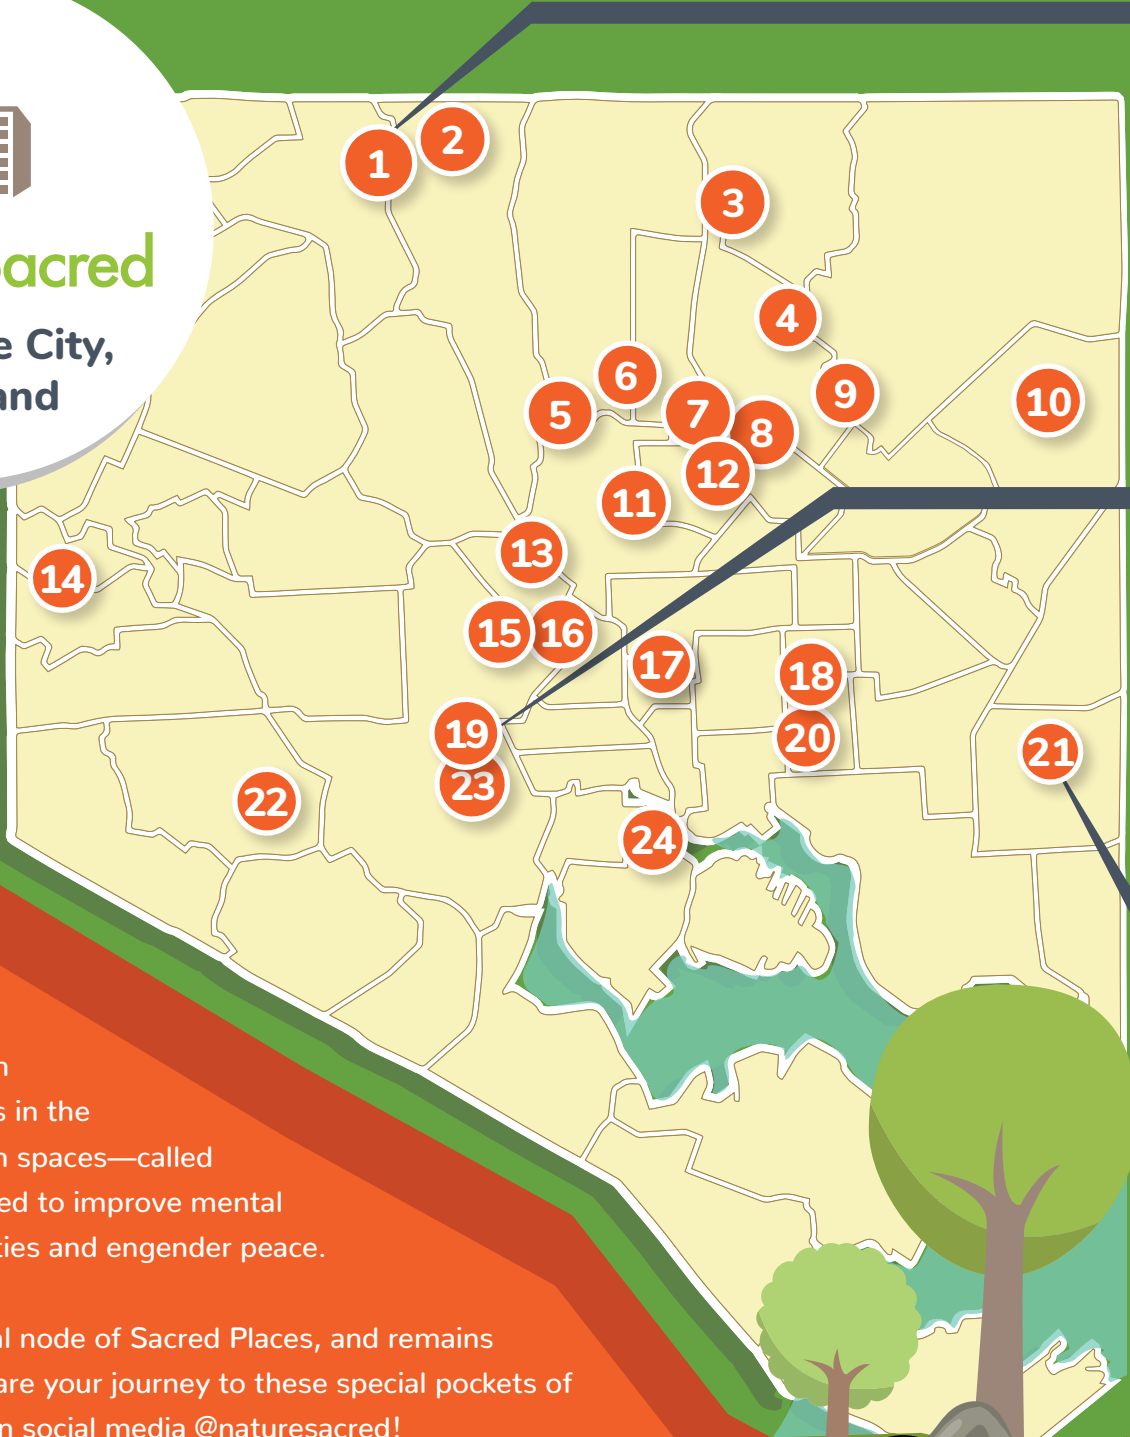 1
2
3
4
5
6
7
8
9
10
11
12
13
14
15
16
17
18
19
20
21
22
23
24
Sacred
e City,
and
n
s in the
n spaces—called
ed to improve mental
ties and engender peace.
al node of Sacred Places, and remains
are your journey to these special pockets of
n social media @naturesacred!